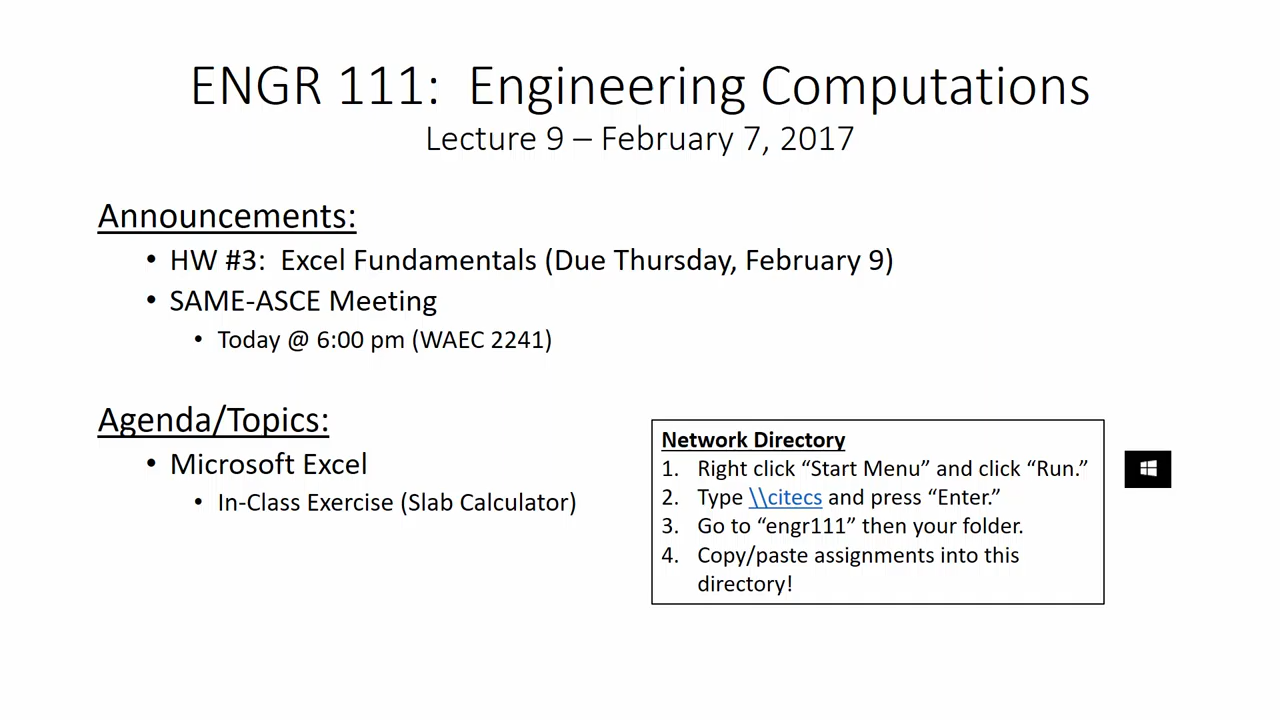 ENGR 111:  Engineering Computations
Lecture 9 – February 7, 2017
Announcements:
• HW #3:  Excel Fundamentals (Due Thursday, February 9)
• SAME-ASCE Meeting
• Today @ 6:00 pm (WAEC 2241)
Agenda/Topics:
• Microsoft Excel
• In-Class Exercise (Slab Calculator)
Network Directory
1. Right click “Start Menu” and click “Run.”
2. Type \\citecs and press “Enter.”
3. Go to “engr111” then your folder.
4. Copy/paste assignments into this
directory!